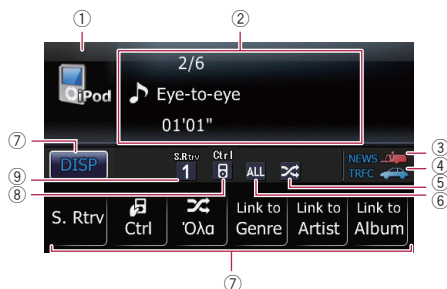 ① ②
2/6
iPod
Eye-to-eye
01'01"
⑦ DISP
S.Rtrv
1
Ctrl
ALL
NEWS ③
TRFC ④
⑨ ⑧ ⑥ ⑤
S. Rtrv
Ctrl
Όλα
Link to Genre
Link to Artist
Link to Album
⑦